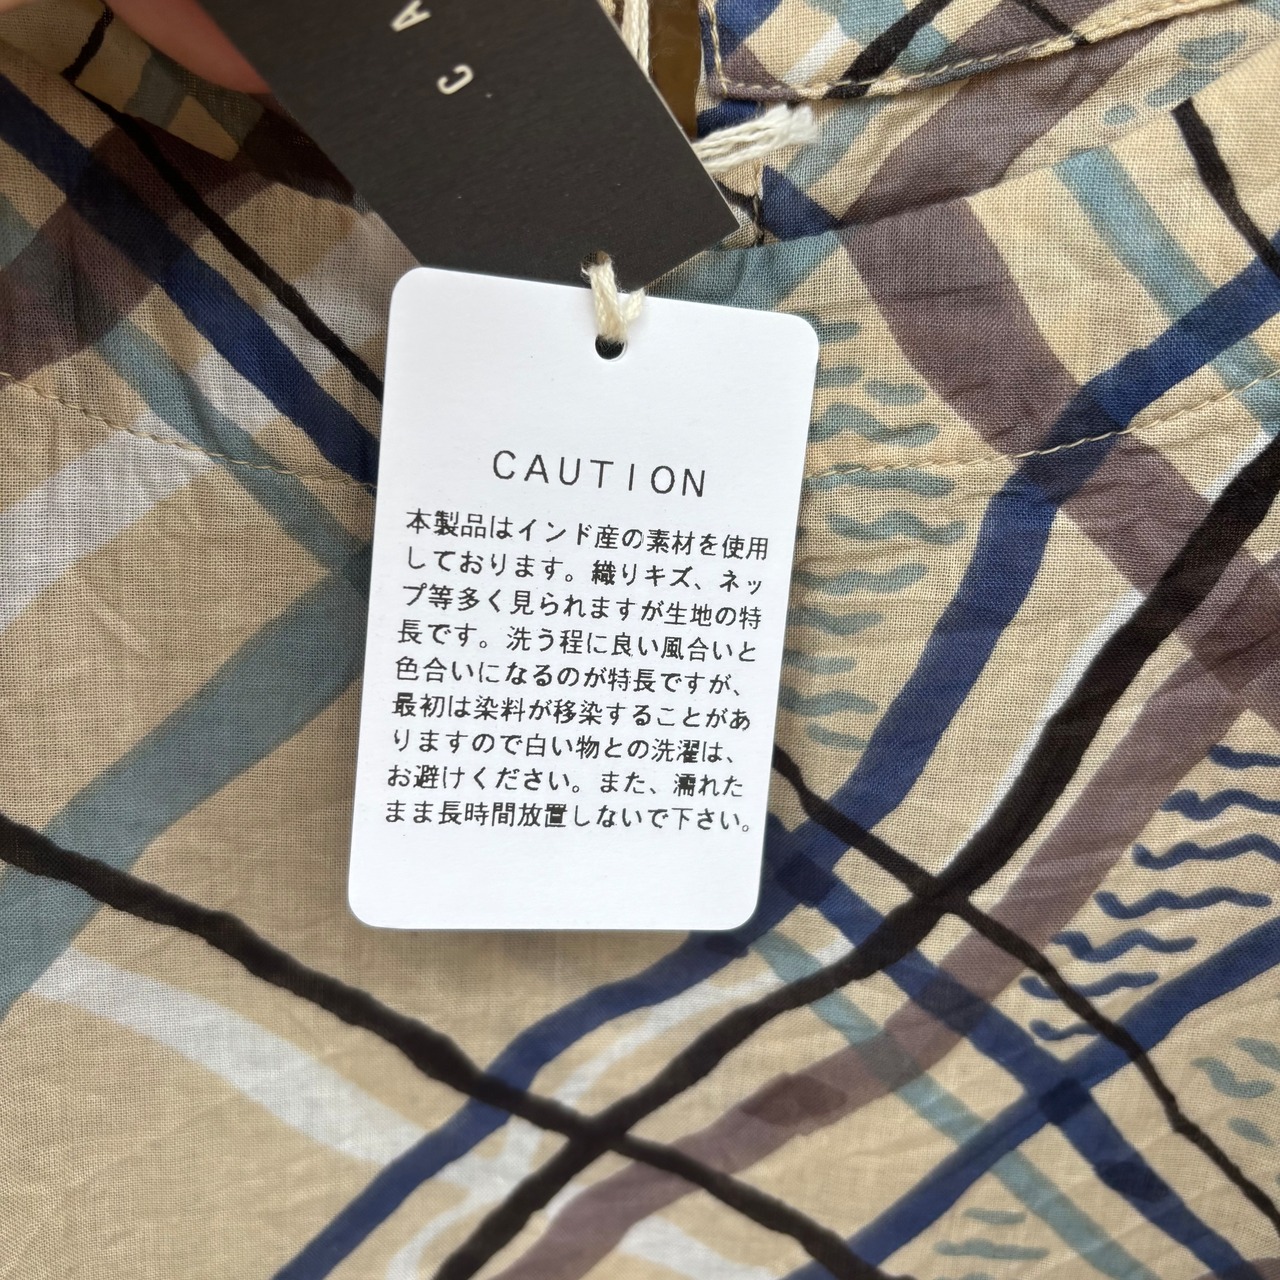 C A
CAUTION
本製品はインド産の素材を使用
しております。織りキズ、ネッ
プ等多く見られますが生地の特
長です。洗う程に良い風合いと
色合いになるのが特長ですが、
最初は染料が移染することがあ
りますので白い物との洗濯は、
お避けください。また、濡れた
まま長時間放置しないで下さい。